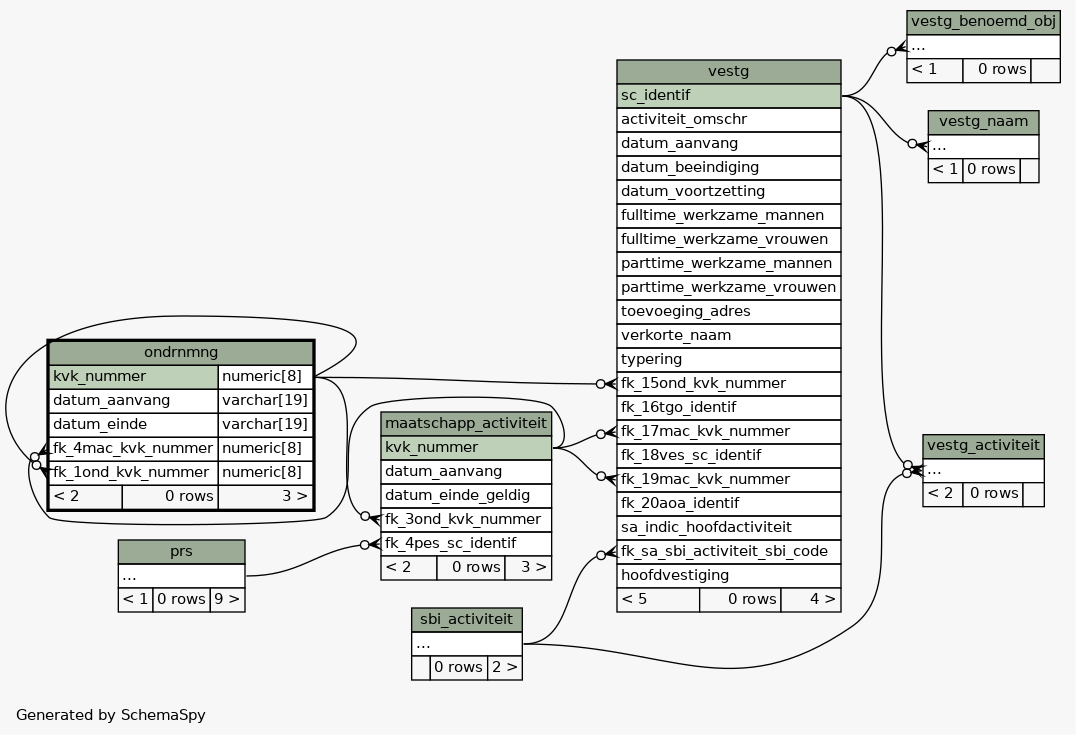 vestg_benoemd_obj
...
< 1 0 rows
vestg
sc_identif
activiteit_omschr
datum_aanvang
datum_beeindiging
datum_voortzetting
fulltime_werkzame_mannen
fulltime_werkzame_vrouwen
parttime_werkzame_mannen
parttime_werkzame_vrouwen
toevoeging_adres
verkorte_naam
typering
fk_15ond_kvk_nummer
fk_16tgo_identif
fk_17mac_kvk_nummer
fk_18ves_sc_identif
fk_19mac_kvk_nummer
fk_20aoa_identif
sa_indic_hoofdactiviteit
fk_sa_sbi_activiteit_sbi_code
hoofdvestiging
< 5 0 rows 4 >
vestg_naam
...
< 1 0 rows
ondrnmng
kvk_nummer numeric[8]
datum_aanvang varchar[19]
datum_einde varchar[19]
fk_4mac_kvk_nummer numeric[8]
fk_1ond_kvk_nummer numeric[8]
< 2 0 rows 3 >
maatschapp_activiteit
kvk_nummer
datum_aanvang
datum_einde_geldig
fk_3ond_kvk_nummer
fk_4pes_sc_identif
< 2 0 rows 3 >
vestg_activiteit
...
< 2 0 rows
prs
...
< 1 0 rows 9 >
sbi_activiteit
...
0 rows 2 >
Generated by SchemaSpy